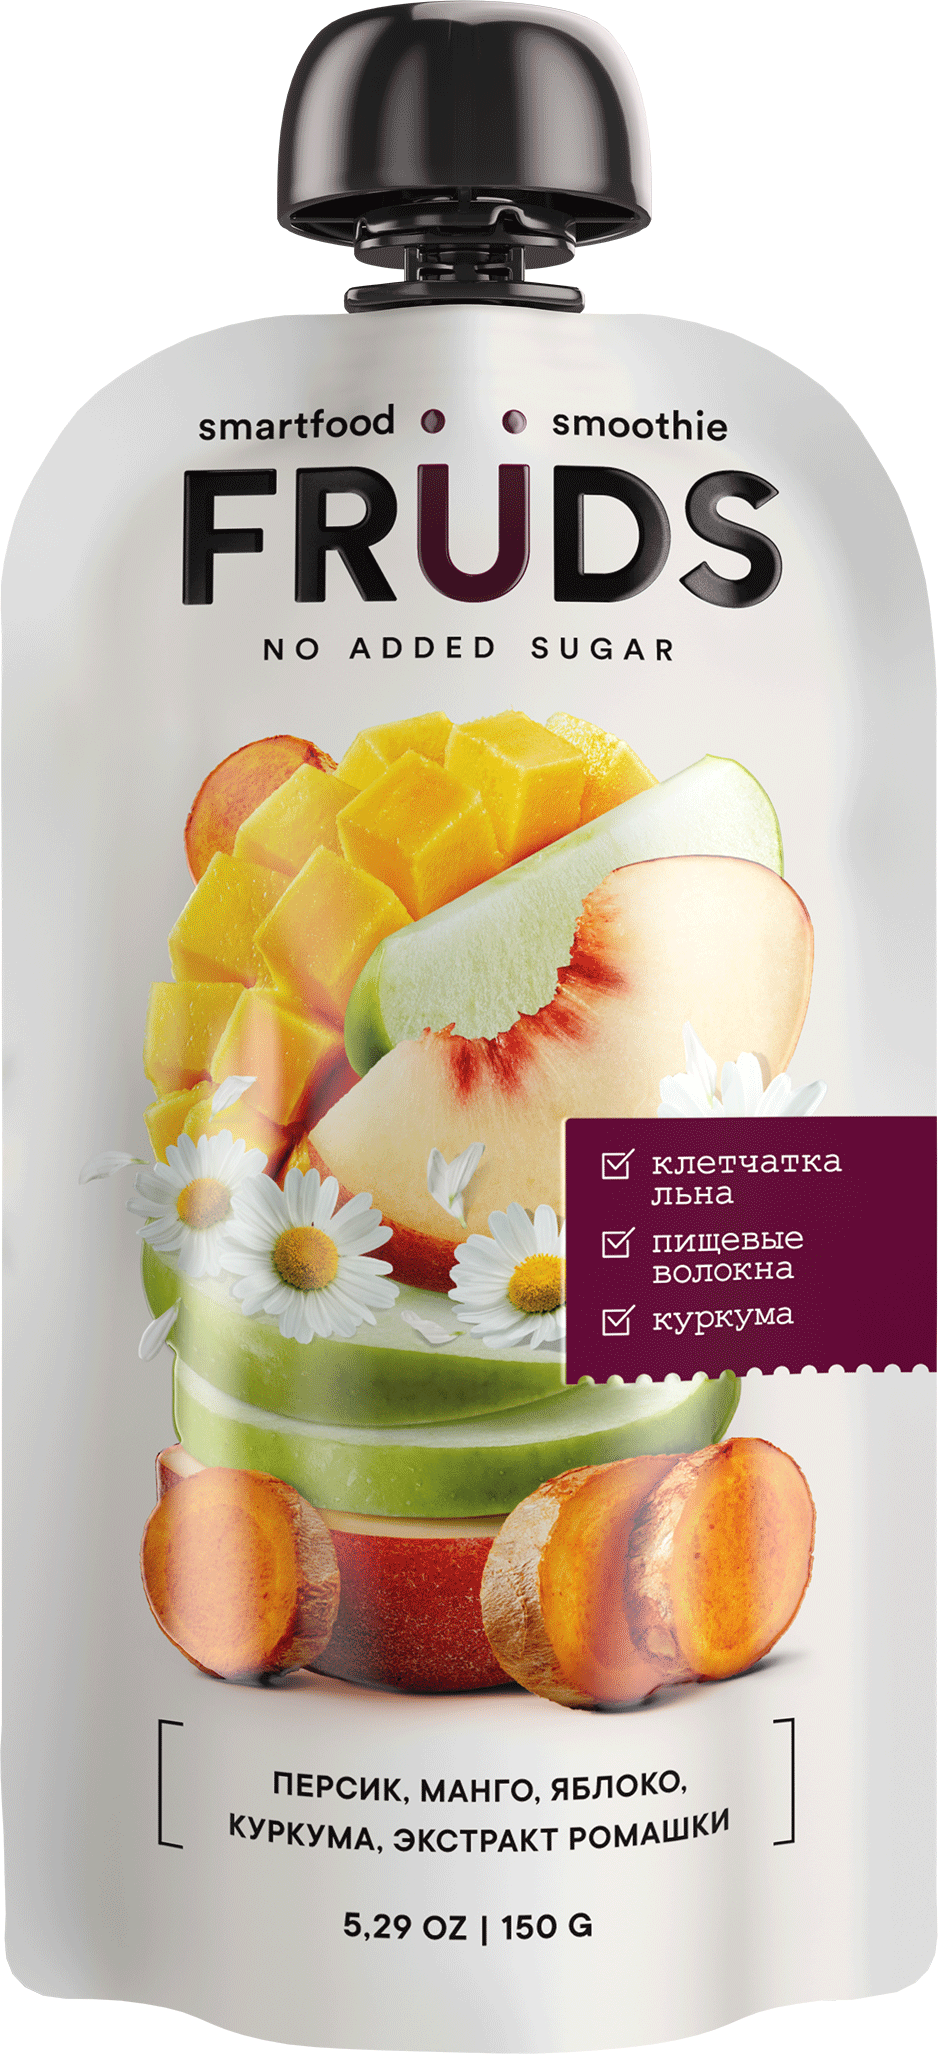 smartfood smoothie
FRÜDS
NO ADDED SUGAR
клетчатка
льна
пищевые
волокна
куркума
ПЕРСИК, МАНГО, ЯБЛОКО,
КУРКУМА, ЭКСТРАКТ РОМАШКИ
5,29 OZ | 150 G